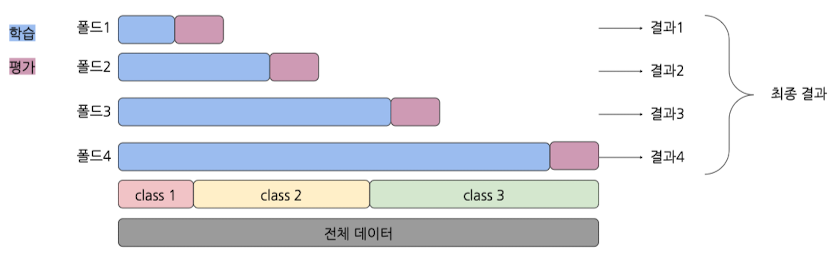 학습
평가
폴드1
결과1
폴드2
결과2
폴드3
결과3
폴드4
결과4
최종 결과
class 1
class 2
class 3
전체 데이터